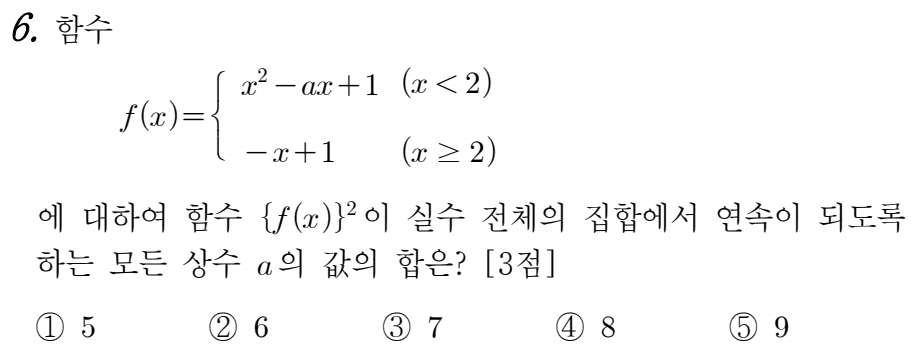 6. 함수
f(x)={ x²-ax+1 (x<2)
-x+1 (x≥2)
에 대하여 함수 {f(x)}²이 실수 전체의 집합에서 연속이 되도록
하는 모든 상수 a의 값의 합은? [3점]
① 5 ② 6 ③ 7 ④ 8 ⑤ 9